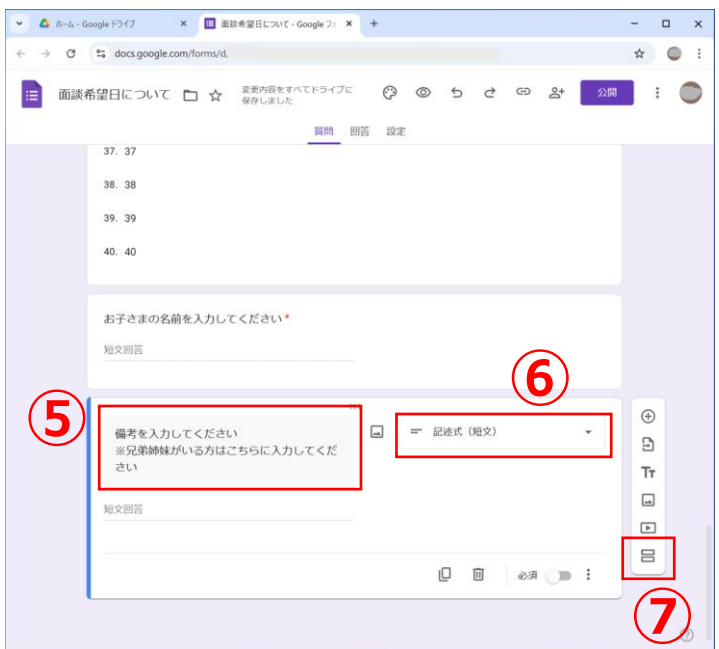 ホーム - Google ドライブ
面談希望日について - Google フ
docs.google.com/forms/d,
面談希望日について
変更内容をすべてドライブに
保存しました
公開
質問 回答 設定
37. 37
38. 38
39. 39
40. 40
お子さまの名前を入力してください *
短文回答
⑤
⑥
備考を入力してください
※兄弟姉妹がいる方はこちらに入力してくだ
さい
記述式（短文）
Tт
短文回答
必須
⑦